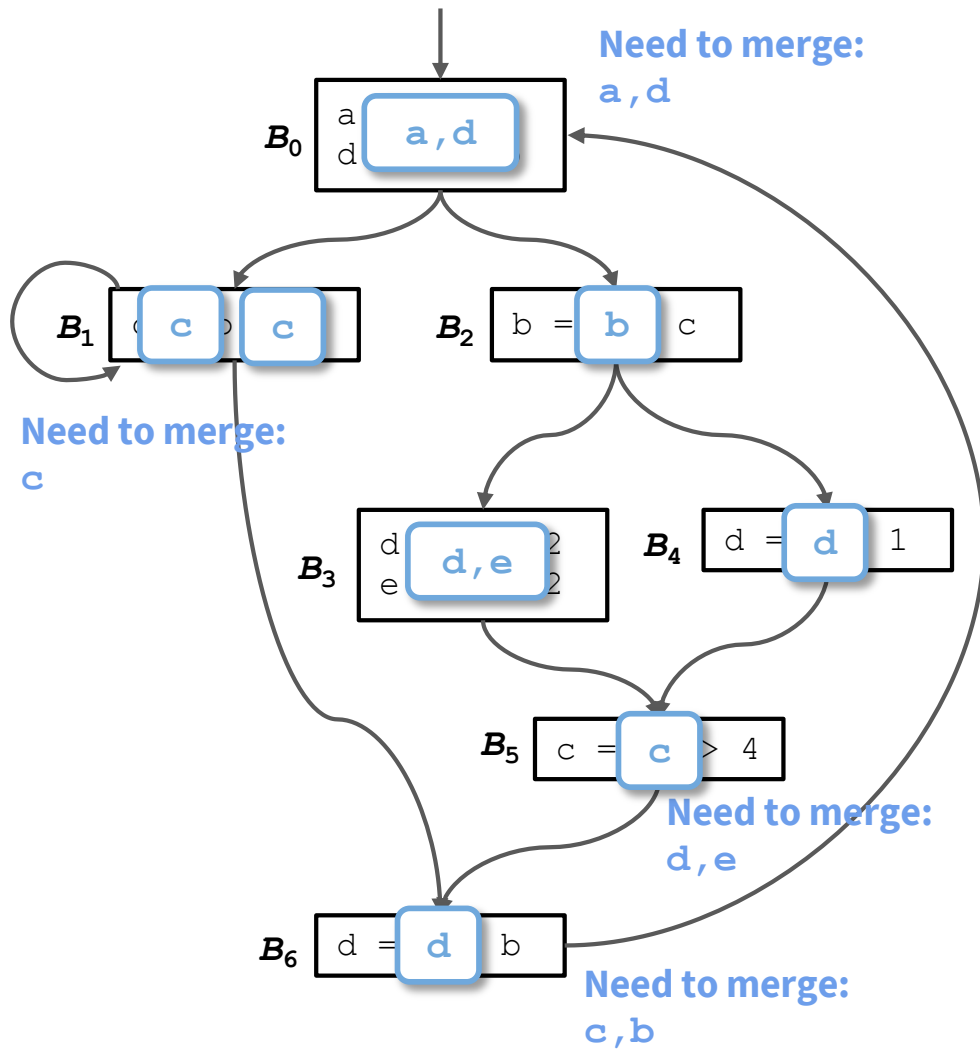 Need to merge:
a,d
B0
a
d
a,d
B1
c
c
B2
b =
b
c
Need to merge:
c
B3
d
2
e
2
d,e
B4
d =
d
1
B5
c =
c
> 4
Need to merge:
d,e
B6
d =
d
b
Need to merge:
c,b